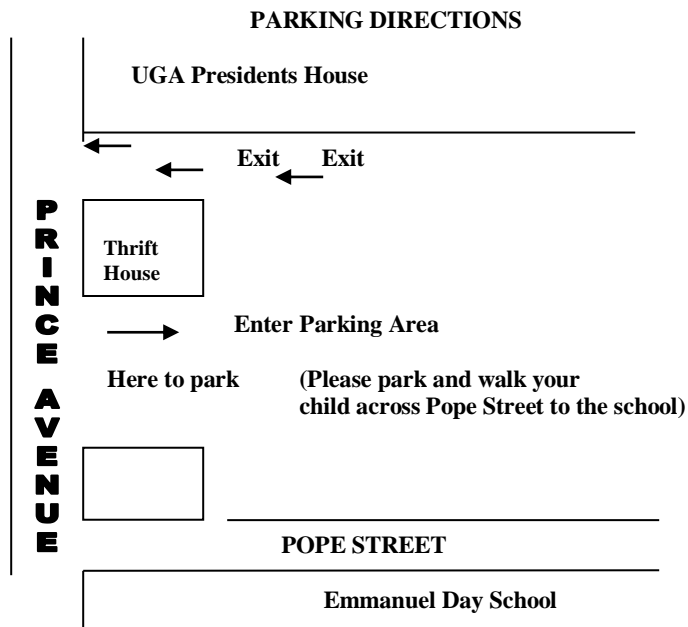 PARKING DIRECTIONS
UGA Presidents House
Exit Exit
PRINCE AVENUE
Thrift
House
Enter Parking Area
Here to park (Please park and walk your
child across Pope Street to the school)
POPE STREET
Emmanuel Day School